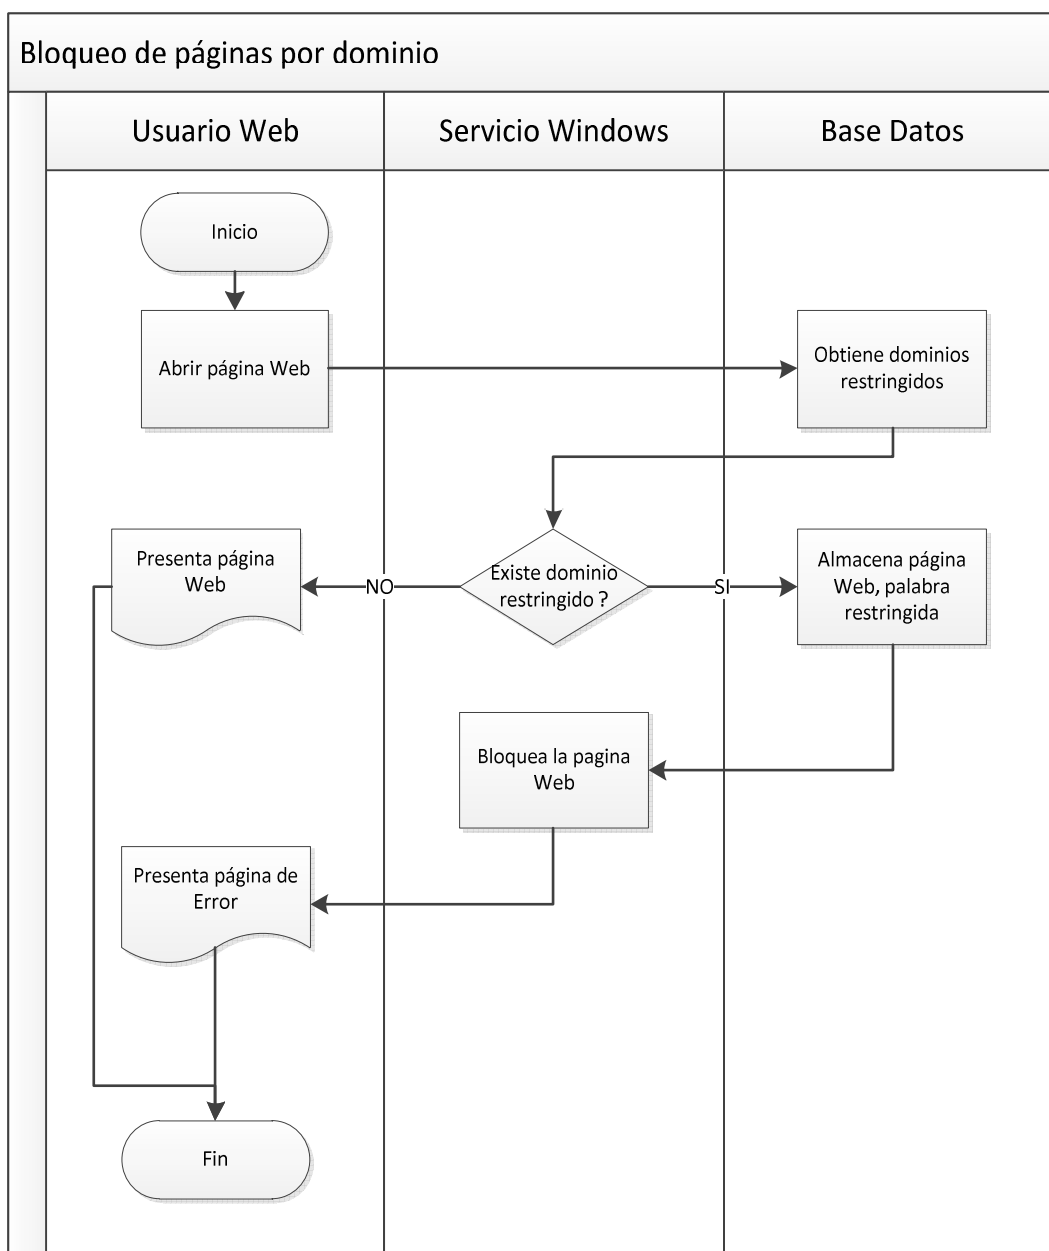 Bloqueo de páginas por dominio
Usuario Web
Servicio Windows
Base Datos
Inicio
Abrir página Web
Obtiene dominios
restringidos
Presenta página
Web
NO
Existe dominio
restringido ?
SI
Almacena página
Web, palabra
restringida
Bloquea la pagina
Web
Presenta página de
Error
Fin